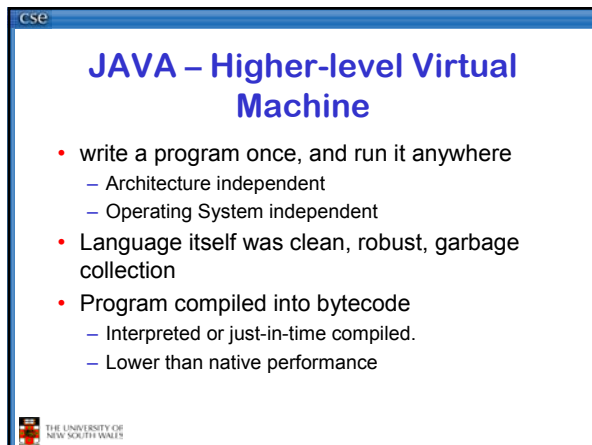 cse
JAVA – Higher-level Virtual
Machine
• write a program once, and run it anywhere
– Architecture independent
– Operating System independent
• Language itself was clean, robust, garbage
collection
• Program compiled into bytecode
– Interpreted or just-in-time compiled.
– Lower than native performance
THE UNIVERSITY OF
NEW SOUTH WALES